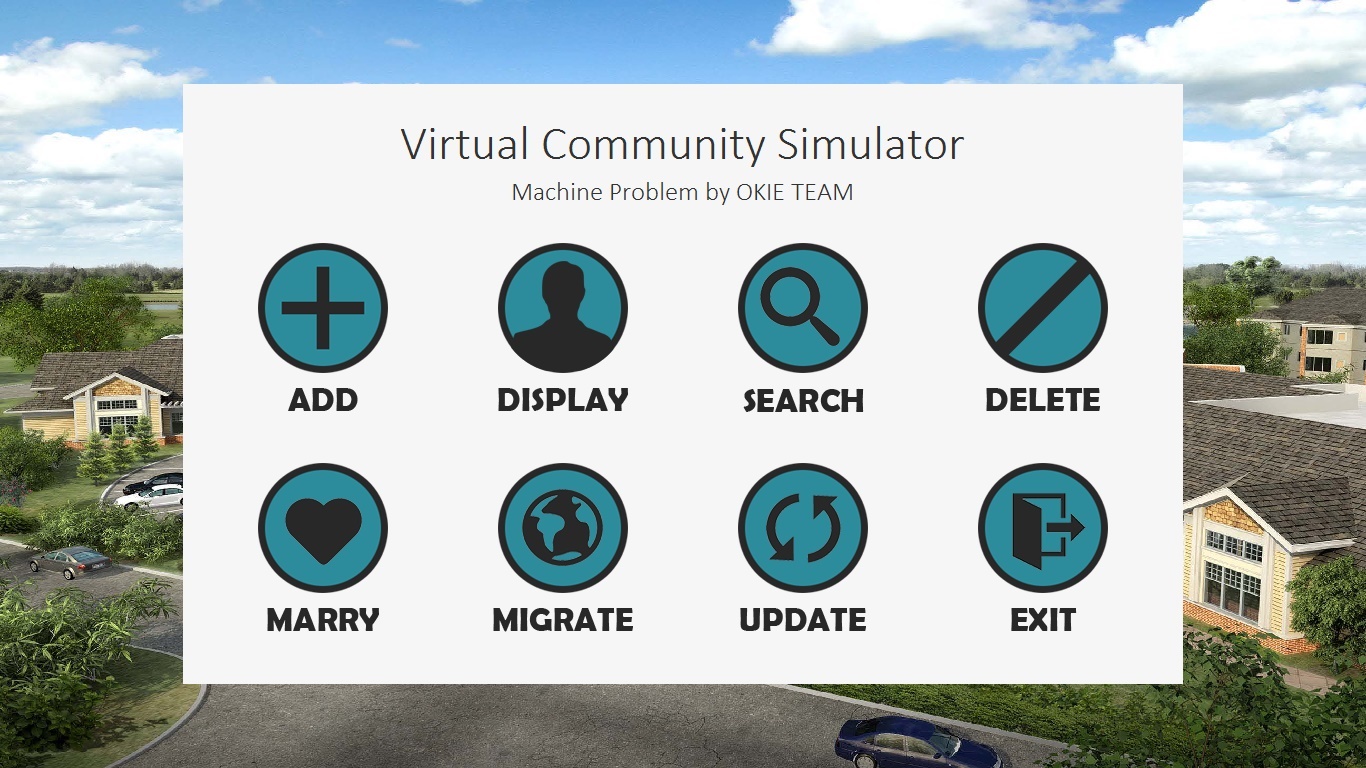 Virtual Community Simulator
Machine Problem by OKIE TEAM
ADD DISPLAY SEARCH DELETE
MARRY MIGRATE UPDATE EXIT